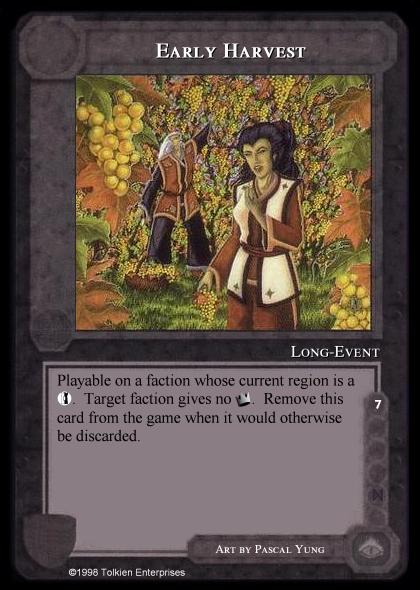 Early Harvest
Long-Event
Playable on a faction whose current region is a
. Target faction gives no . Remove this
card from the game when it would otherwise
be discarded.
7
N
Art by Pascal Yung
©1998 Tolkien Enterprises